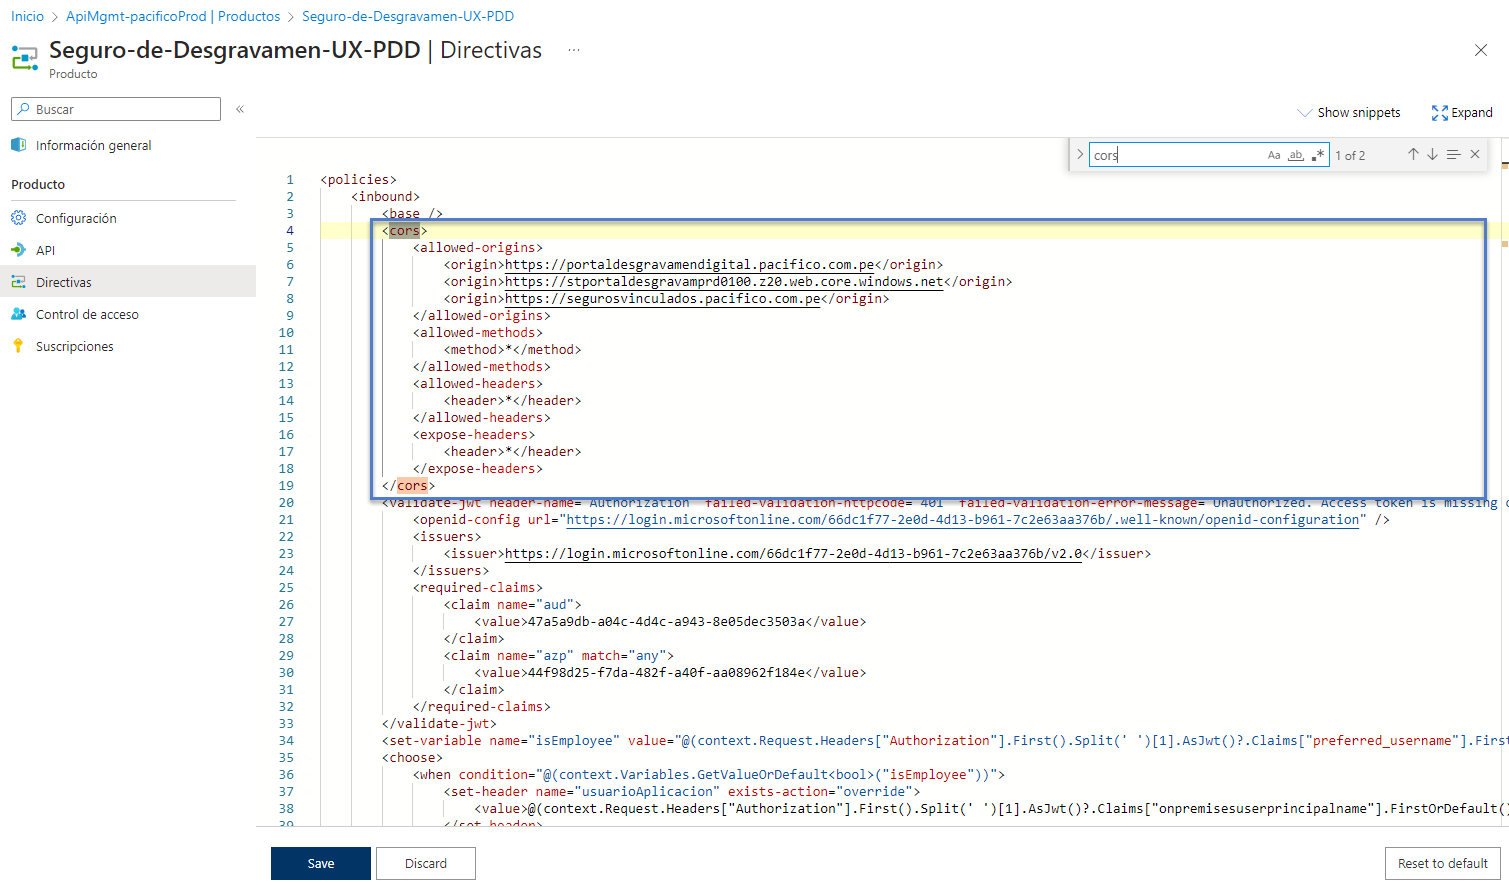 Inicio > ApiMgmt-pacificoProd | Productos > Seguro-de-Desgravamen-UX-PDD
Seguro-de-Desgravamen-UX-PDD | Directivas ...
Producto
Buscar
«
Show snippets
Expand
Información general
Producto
Configuración
API
Directivas
Control de acceso
Suscripciones
cors
Aa ab .*
1 of 2
1 <policies>
2 <inbound>
3 <base />
4 <cors>
5 <allowed-origins>
6 <origin>https://portaldesgravamendigital.pacifico.com.pe</origin>
7 <origin>https://stportaldesgravamprd0100.z20.web.core.windows.net</origin>
8 <origin>https://segurosvinculados.pacifico.com.pe</origin>
9 </allowed-origins>
10 <allowed-methods>
11 <method>*</method>
12 </allowed-methods>
13 <allowed-headers>
14 <header>*</header>
15 </allowed-headers>
16 <expose-headers>
17 <header>*</header>
18 </expose-headers>
19 </cors>
20 <validate-jwt header-name="Authorization" failed-validation-httpcode="401" failed-validation-error-message="Unauthorized. Access token is missing
21 <openid-config url="https://login.microsoftonline.com/66dc1f77-2e0d-4d13-b961-7c2e63aa376b/.well-known/openid-configuration" />
22 <issuers>
23 <issuer>https://login.microsoftonline.com/66dc1f77-2e0d-4d13-b961-7c2e63aa376b/v2.0</issuer>
24 </issuers>
25 <required-claims>
26 <claim name="aud">
27 <value>47a5a9db-a04c-4d4c-a943-8e05dec3503a</value>
28 </claim>
29 <claim name="azp" match="any">
30 <value>44f98d25-f7da-482f-a40f-aa08962f184e</value>
31 </claim>
32 </required-claims>
33 </validate-jwt>
34 <set-variable name="isEmployee" value="@(context.Request.Headers["Authorization"].First().Split(' ')[1].AsJwt()?.Claims["preferred_username"].First
35 <choose>
36 <when condition="@(context.Variables.GetValueOrDefault<bool>("isEmployee"))">
37 <set-header name="usuarioAplicacion" exists-action="override">
38 <value>@(context.Request.Headers["Authorization"].First().Split(' ')[1].AsJwt()?.Claims["onpremisesuserprincipalname"].FirstOrDefault()
39 </set-header>
Save
Discard
Reset to default